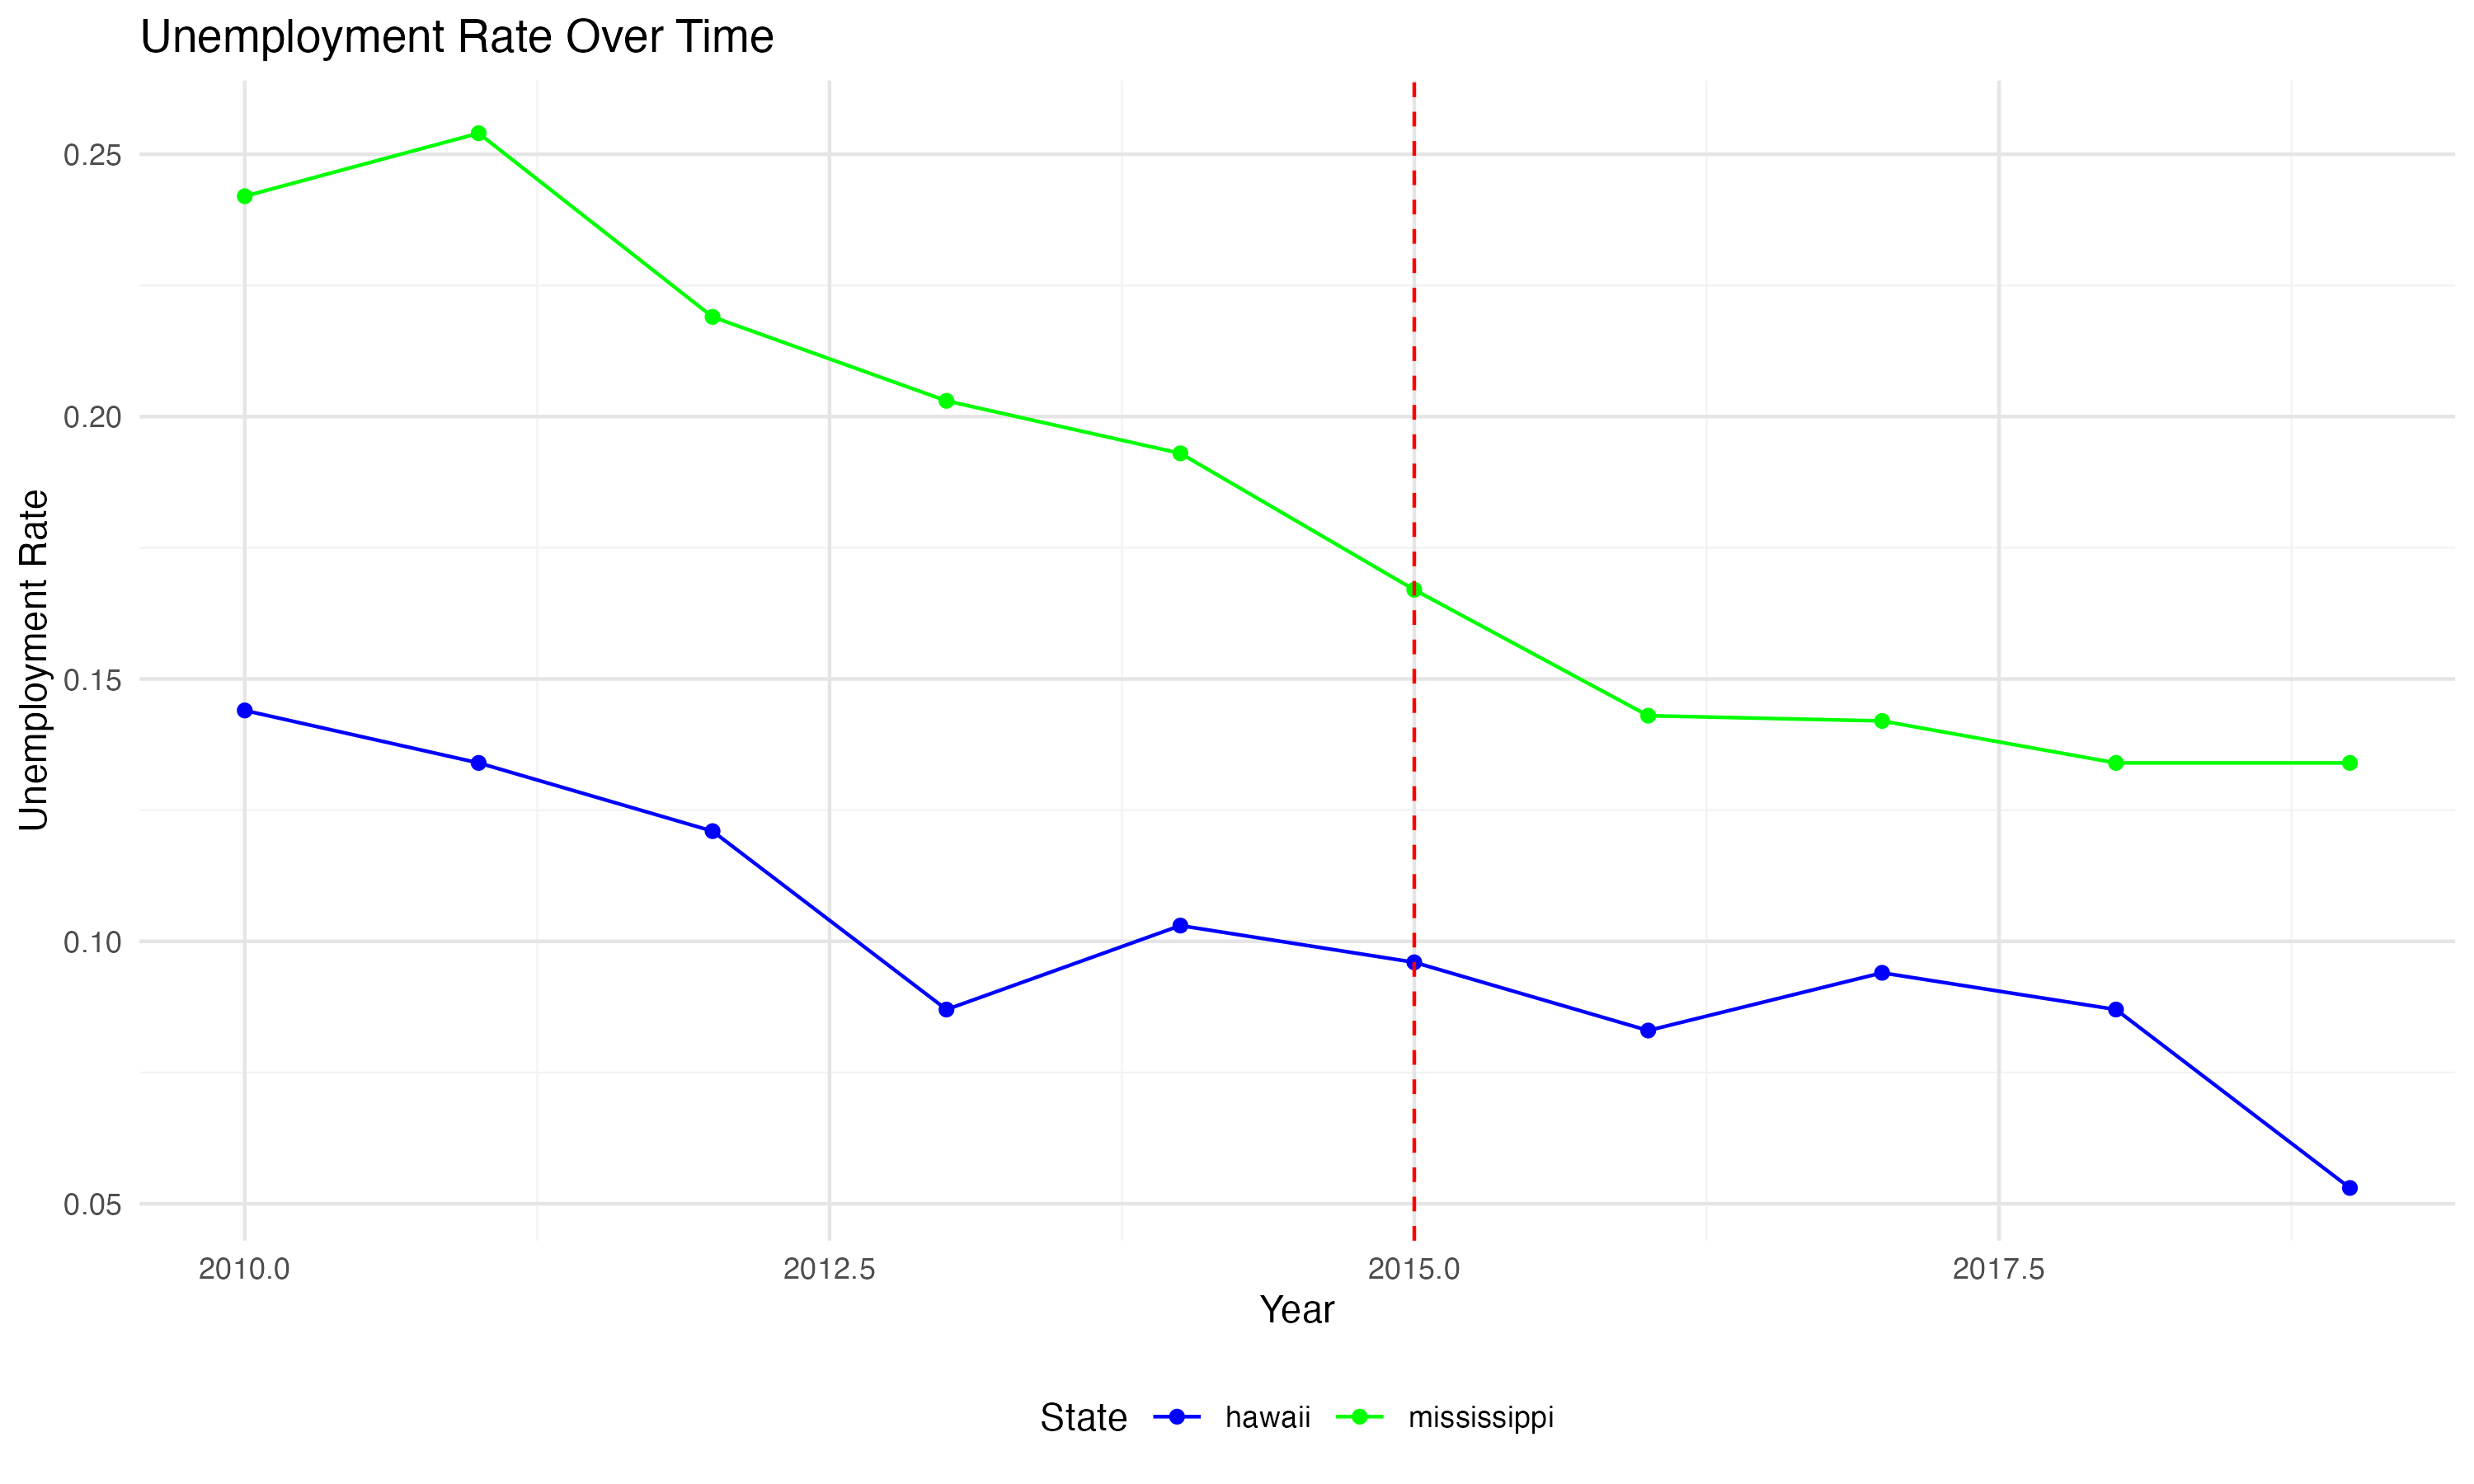 Unemployment Rate Over Time
Unemployment Rate
0.25
0.20
0.15
0.10
0.05
2010.0 2012.5 2015.0 2017.5
Year
State hawaii mississippi